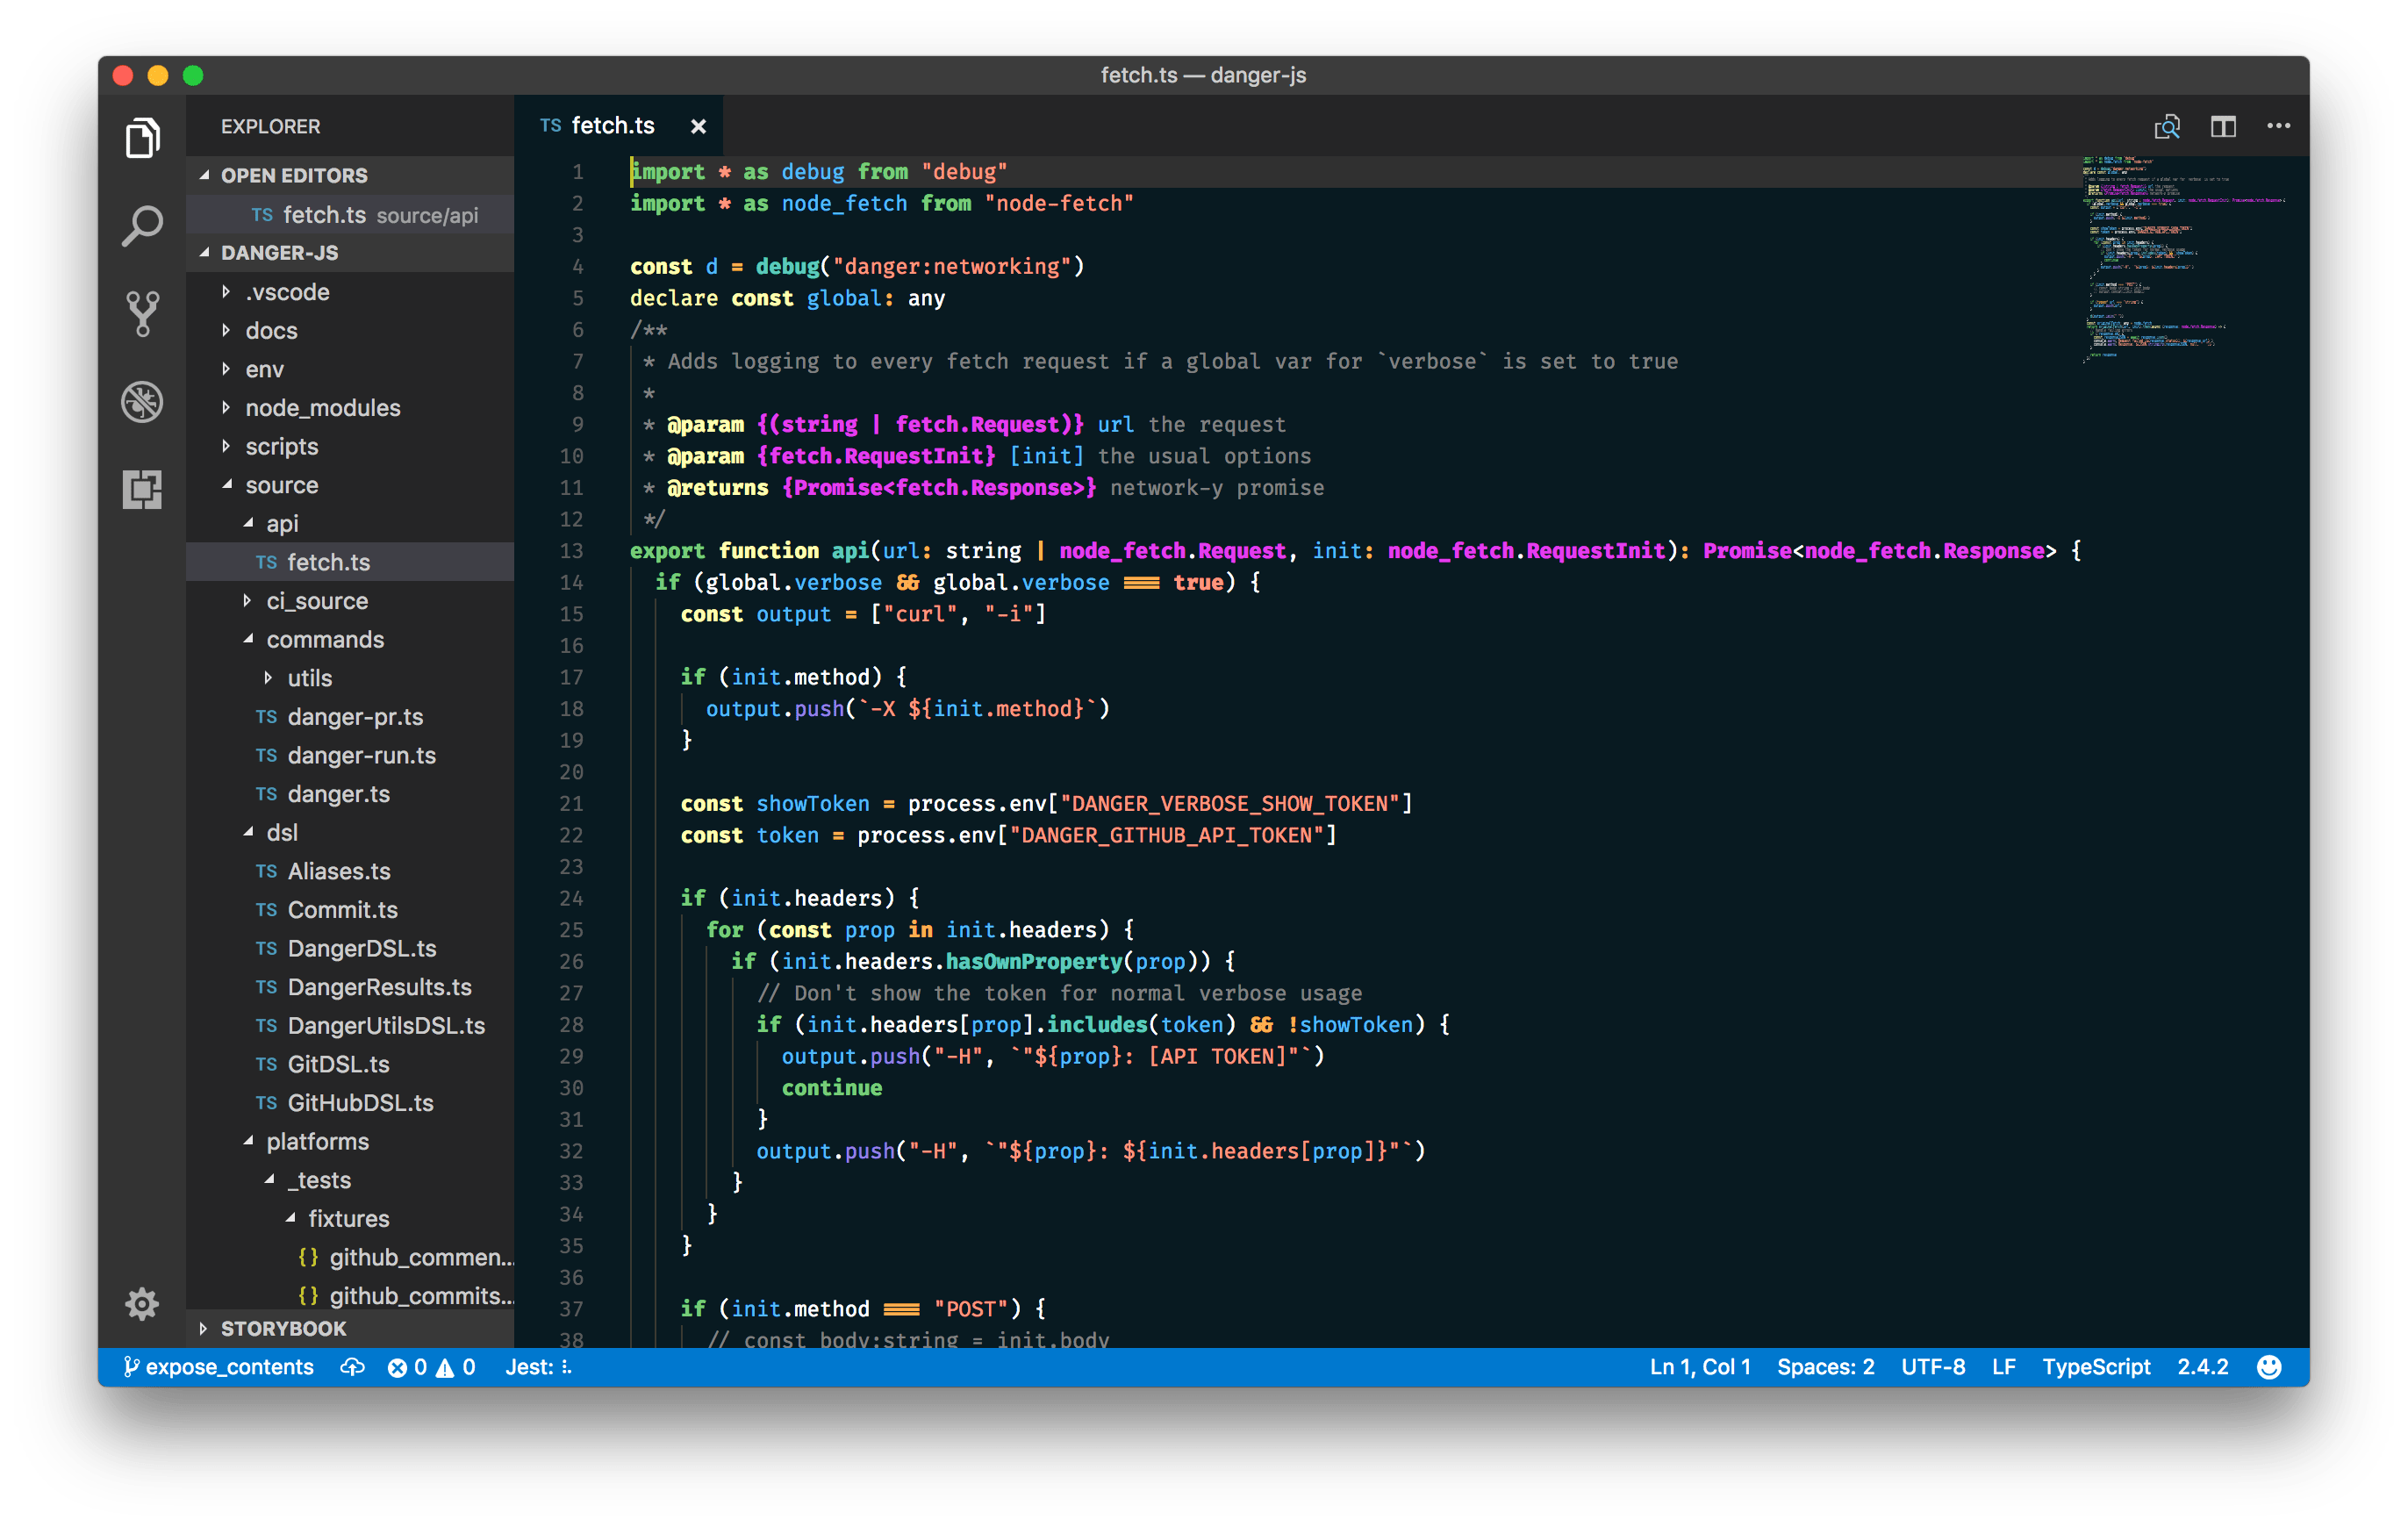 fetch.ts — danger-js
EXPLORER
OPEN EDITORS
TS fetch.ts source/api
DANGER-JS
.vscode
docs
env
node_modules
scripts
source
api
TS fetch.ts
ci_source
commands
utils
TS danger-pr.ts
TS danger-run.ts
TS danger.ts
dsl
TS Aliases.ts
TS Commit.ts
TS DangerDSL.ts
TS DangerResults.ts
TS DangerUtilsDSL.ts
TS GitDSL.ts
TS GitHubDSL.ts
platforms
_tests
fixtures
{} github_commen...
{} github_commits...
STORYBOOK
TS fetch.ts ×
1 import * as debug from "debug"
2 import * as node_fetch from "node-fetch"
3
4 const d = debug("danger:networking")
5 declare const global: any
6 /**
7 * Adds logging to every fetch request if a global var for `verbose` is set to true
8 *
9 * @param {(string | fetch.Request)} url the request
10 * @param {fetch.RequestInit} [init] the usual options
11 * @returns {Promise<fetch.Response>} network-y promise
12 */
13 export function api(url: string | node_fetch.Request, init: node_fetch.RequestInit): Promise<node_fetch.Response> {
14 if (global.verbose && global.verbose === true) {
15 const output = ["curl", "-i"]
16
17 if (init.method) {
18 output.push(`-X ${init.method}`)
19 }
20
21 const showToken = process.env["DANGER_VERBOSE_SHOW_TOKEN"]
22 const token = process.env["DANGER_GITHUB_API_TOKEN"]
23
24 if (init.headers) {
25 for (const prop in init.headers) {
26 if (init.headers.hasOwnProperty(prop)) {
27 // Don't show the token for normal verbose usage
28 if (init.headers[prop].includes(token) && !showToken) {
29 output.push("-H", `"${prop}: [API TOKEN]"`)
30 continue
31 }
32 output.push("-H", `"${prop}: ${init.headers[prop]}"`)
33 }
34 }
35 }
36
37 if (init.method === "POST") {
38 // const body:string = init.body
expose_contents 0 0 Jest: Ln 1, Col 1 Spaces: 2 UTF-8 LF TypeScript 2.4.2